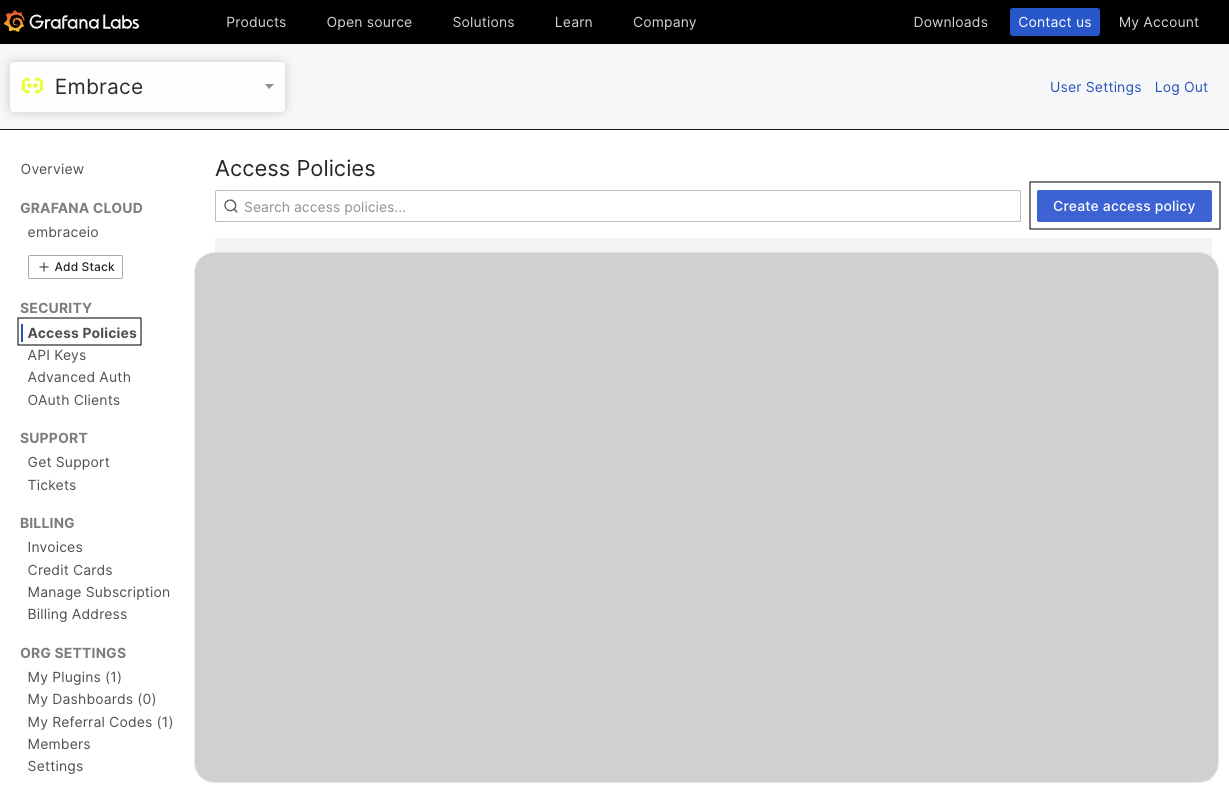 Grafana Labs
Products Open source Solutions Learn Company Downloads Contact us My Account
Embrace
User Settings Log Out
Overview
GRAFANA CLOUD
embraceio
+ Add Stack
SECURITY
Access Policies
API Keys
Advanced Auth
OAuth Clients
SUPPORT
Get Support
Tickets
BILLING
Invoices
Credit Cards
Manage Subscription
Billing Address
ORG SETTINGS
My Plugins (1)
My Dashboards (0)
My Referral Codes (1)
Members
Settings
Access Policies
Search access policies...
Create access policy